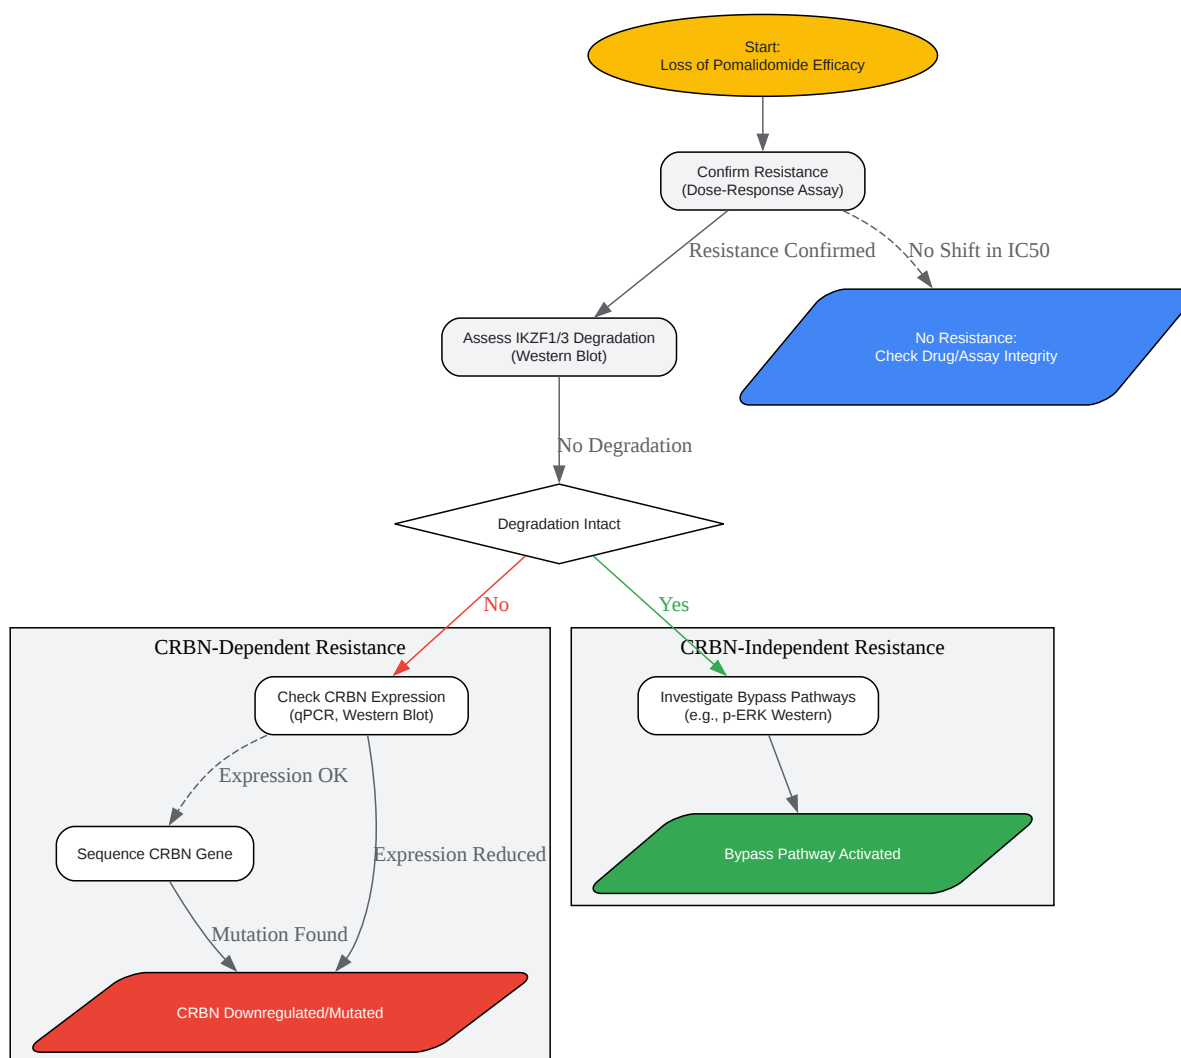 Start:
Loss of Pomalidomide Efficacy
Confirm Resistance
(Dose-Response Assay)
Resistance Confirmed
No Shift in IC50
Assess IKZF1/3 Degradation
(Western Blot)
No Resistance:
Check Drug/Assay Integrity
No Degradation
Degradation Intact
No
Yes
CRBN-Dependent Resistance
CRBN-Independent Resistance
Check CRBN Expression
(qPCR, Western Blot)
Investigate Bypass Pathways
(e.g., p-ERK Western)
Expression OK
Sequence CRBN Gene
Expression Reduced
Bypass Pathway Activated
Mutation Found
CRBN Downregulated/Mutated